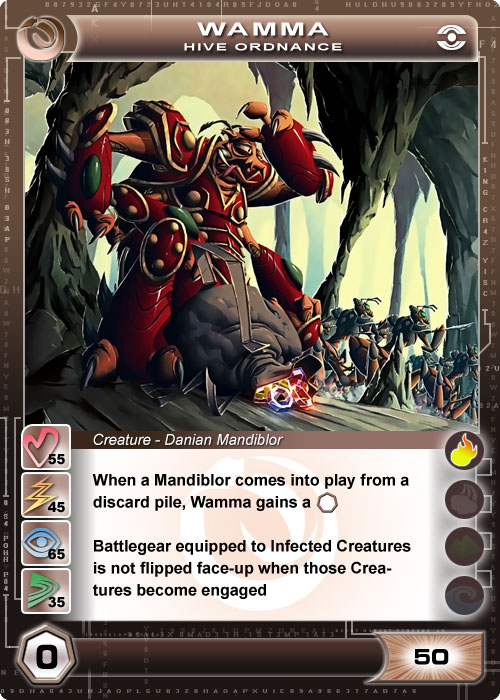 WAMMA
HIVE ORDNANCE
Creature - Danian Mandiblor
55
45
65
35
When a Mandiblor comes into play from a
discard pile, Wamma gains a
Battlegear equipped to Infected Creatures
is not flipped face-up when those Crea-
tures become engaged
0
50